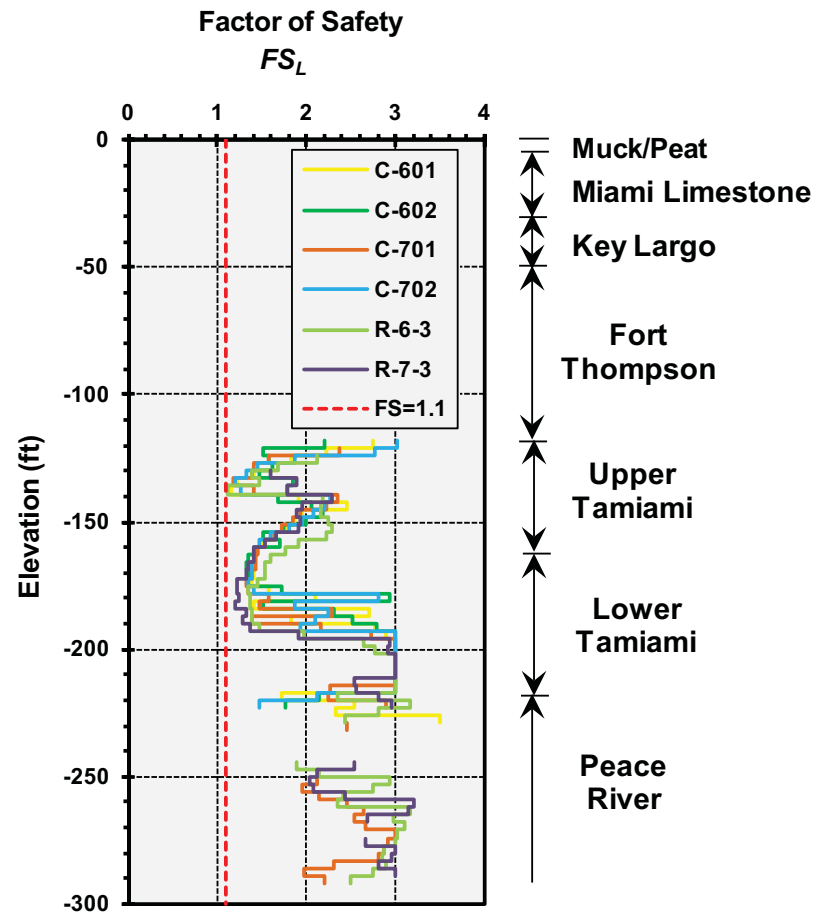 Factor of Safety
FSL
0 1 2 3 4
0
-50
-100
-150
-200
-250
-300
Elevation (ft)
C-601
C-602
C-701
C-702
R-6-3
R-7-3
FS=1.1
Muck/Peat
Miami Limestone
Key Largo
Fort
Thompson
Upper
Tamiami
Lower
Tamiami
Peace
River